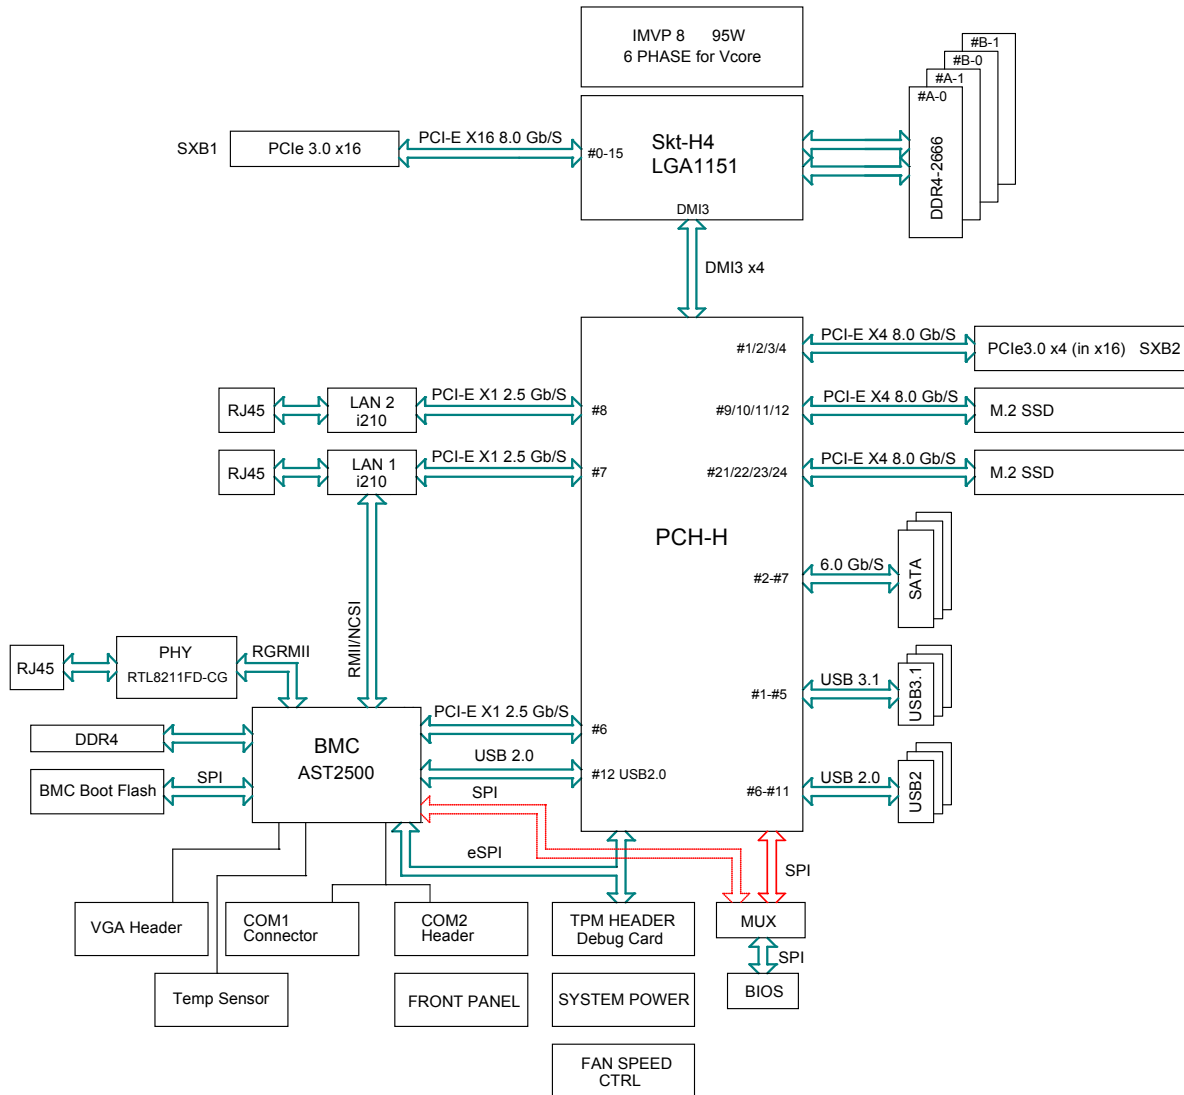 IMVP 8 95W
6 PHASE for Vcore
#B-1
#B-0
#A-1
#A-0
DDR4-2666
SXB1
PCIe 3.0 x16
PCI-E X16 8.0 Gb/S
#0-15
Skt-H4
LGA1151
DMI3
DMI3 x4
#1/2/3/4
PCI-E X4 8.0 Gb/S
PCIe3.0 x4 (in x16) SXB2
RJ45
LAN 2
i210
PCI-E X1 2.5 Gb/S
#8
#9/10/11/12
PCI-E X4 8.0 Gb/S
M.2 SSD
RJ45
LAN 1
i210
PCI-E X1 2.5 Gb/S
#7
#21/22/23/24
PCI-E X4 8.0 Gb/S
M.2 SSD
PCH-H
#2-#7
6.0 Gb/S
SATA
RMII/NCSI
RJ45
PHY
RTL8211FD-CG
RGRMII
#1-#5
USB 3.1
USB3.1
DDR4
BMC
AST2500
PCI-E X1 2.5 Gb/S
#6
USB 2.0
#12 USB2.0
BMC Boot Flash
SPI
SPI
#6-#11
USB 2.0
USB2
eSPI
SPI
VGA Header
COM1
Connector
COM2
Header
TPM HEADER
Debug Card
MUX
SPI
Temp Sensor
FRONT PANEL
SYSTEM POWER
BIOS
FAN SPEED
CTRL